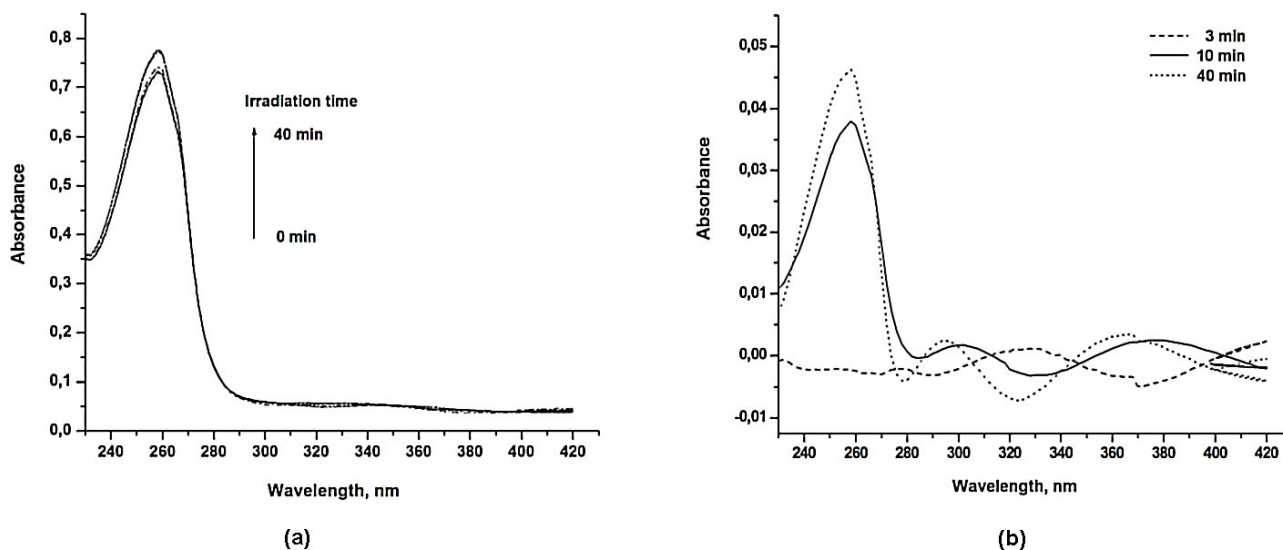 0,8
0,7
0,6
0,5
0,4
0,3
0,2
0,1
0,0
Absorbance
Irradiation time
40 min
0 min
240 260 280 300 320 340 360 380 400 420
Wavelength, nm
(a)
0,05
0,04
0,03
0,02
0,01
0,00
-0,01
Absorbance
3 min
10 min
40 min
240 260 280 300 320 340 360 380 400 420
Wavelength, nm
(b)